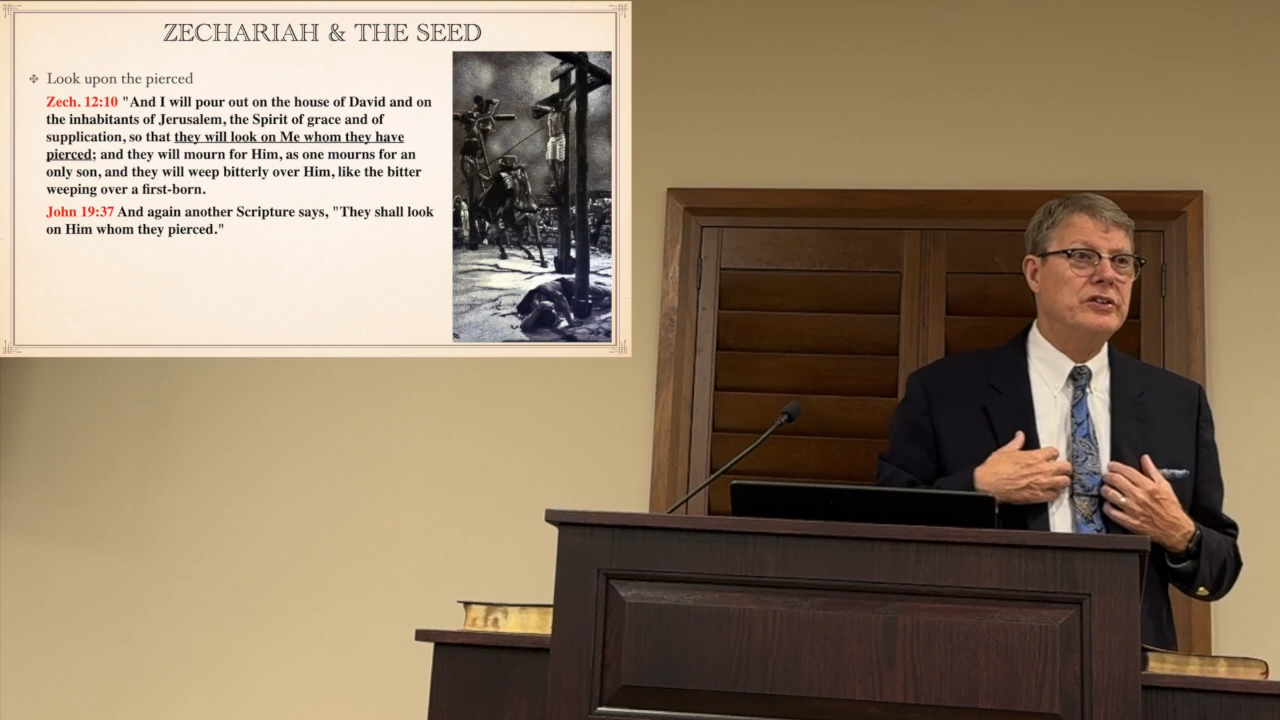 ZECHARIAH & THE SEED
Look upon the pierced
Zech. 12:10 "And I will pour out on the house of David and on
the inhabitants of Jerusalem, the Spirit of grace and of
supplication, so that they will look on Me whom they have
pierced; and they will mourn for Him, as one mourns for an
only son, and they will weep bitterly over Him, like the bitter
weeping over a first-born.
John 19:37 And again another Scripture says, "They shall look
on Him whom they pierced."